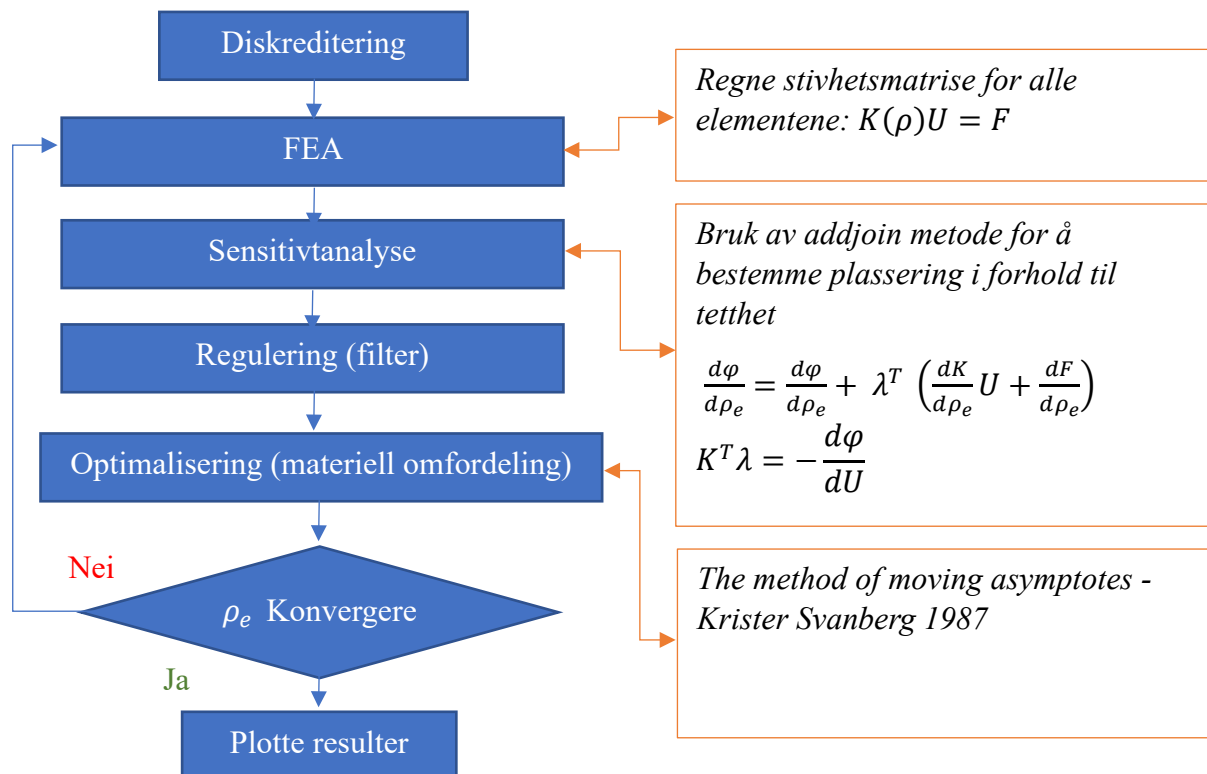 Diskreditering
FEA
Sensitivtanalyse
Regulering (filter)
Optimalisering (materiell omfordeling)
Nei
ρₑ Konvergere
Ja
Plotte resulter
Regne stivhetsmatrise for alle
elementene: K(ρ)U = F
Bruk av addjoin metode for å
bestemme plassering i forhold til
tetthet
dφ/dρₑ = dφ/dρₑ + λᵀ (dK/dρₑ U + dF/dρₑ)
Kᵀλ = − dφ/dU
The method of moving asymptotes -
Krister Svanberg 1987